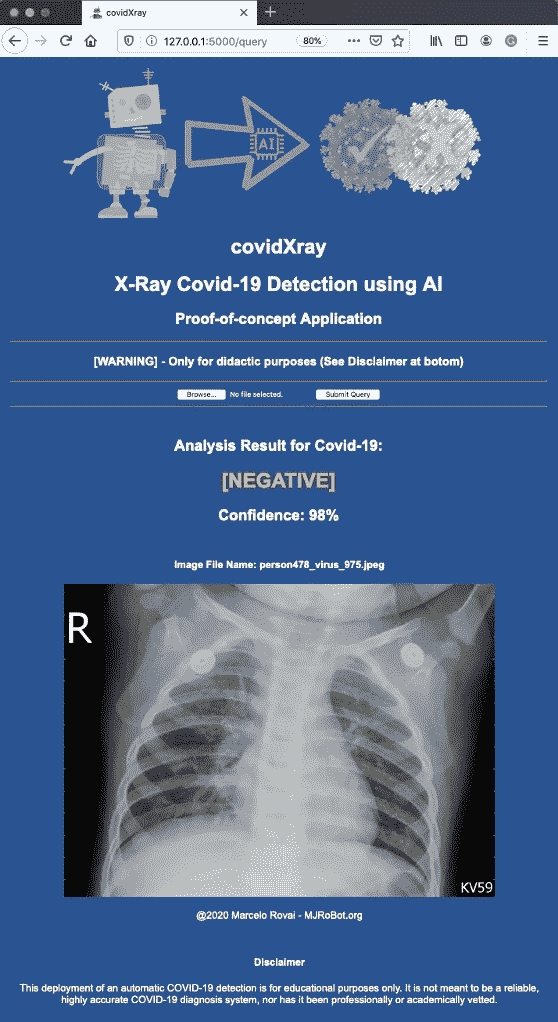 covidXray
127.0.0.1:5000/query
80%
AI
covidXray
X-Ray Covid-19 Detection using AI
Proof-of-concept Application
[WARNING] - Only for didactic purposes (See Disclaimer at botom)
Browse... No file selected. Submit Query
Analysis Result for Covid-19:
[NEGATIVE]
Confidence: 98%
Image File Name: person478_virus_975.jpeg
R
KV59
@2020 Marcelo Rovai - MJRoBot.org
Disclaimer
This deployment of an automatic COVID-19 detection is for educational purposes only. It is not meant to be a reliable,
highly accurate COVID-19 diagnosis system, nor has it been professionally or academically vetted.